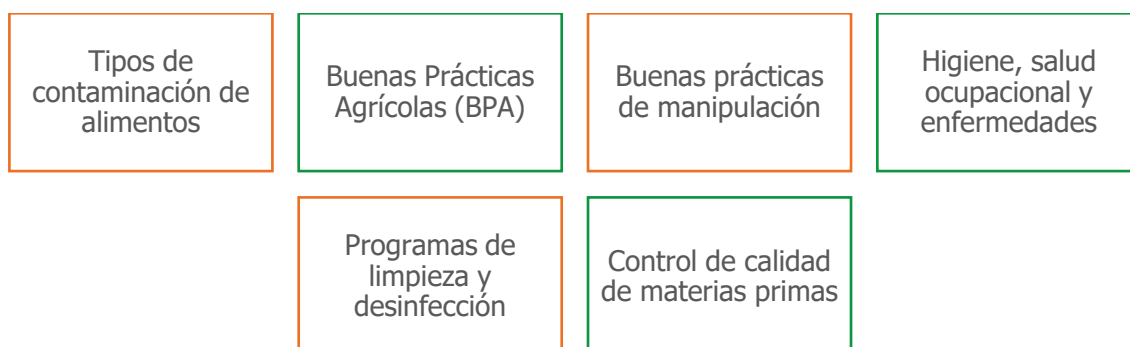 Tipos de
contaminación de
alimentos
Buenas Prácticas
Agrícolas (BPA)
Buenas prácticas
de manipulación
Higiene, salud
ocupacional y
enfermedades
Programas de
limpieza y
desinfección
Control de calidad
de materias primas